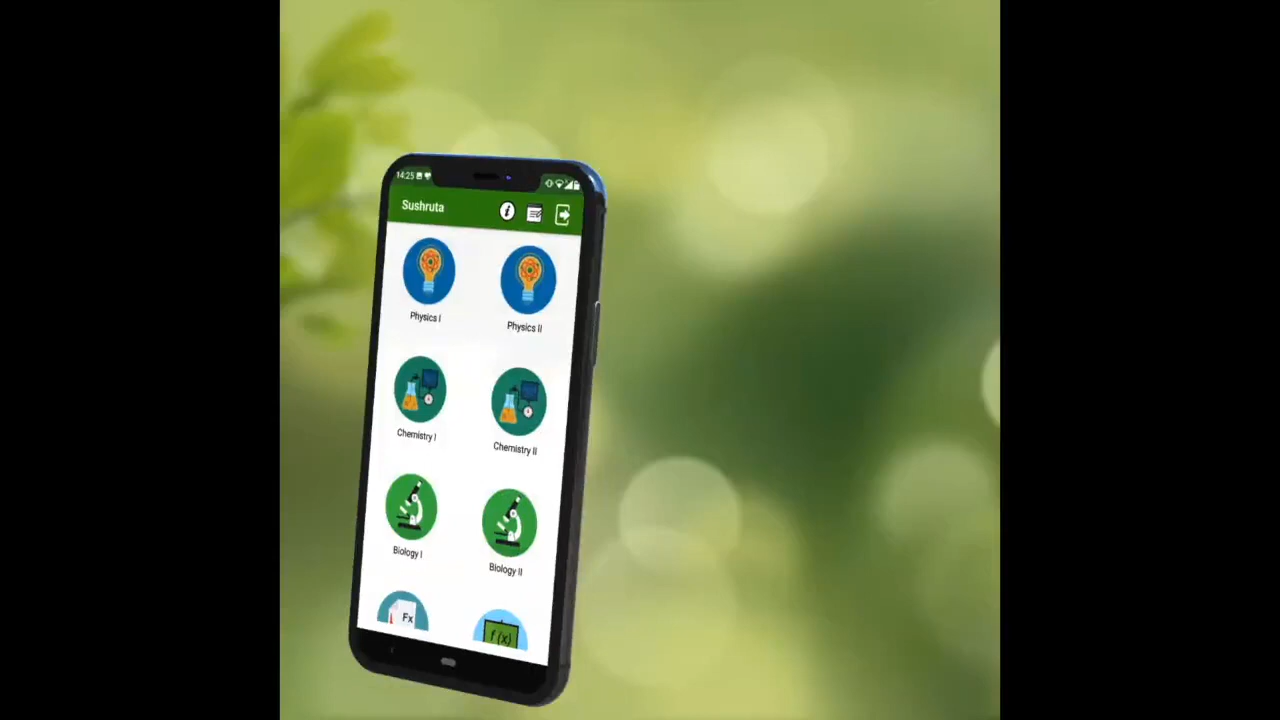 14:25
Sushruta
Physics I
Physics II
Chemistry I
Chemistry II
Biology I
Biology II
Fx
f(x)